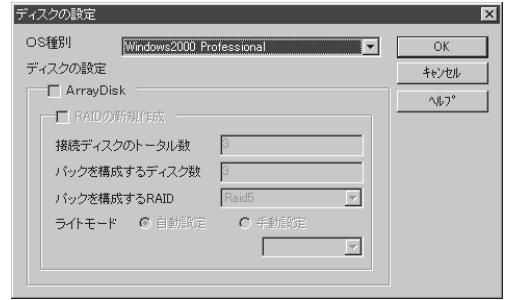 ディスクの設定
OS種別
Windows2000 Professional
OK
ディスクの設定
キャンセル
ArrayDisk
ヘルプ
RAIDの新規作成
接続ディスクのトータル数
3
パックを構成するディスク数
3
パックを構成するRAID
Raid5
ライトモード 自動設定 手動設定